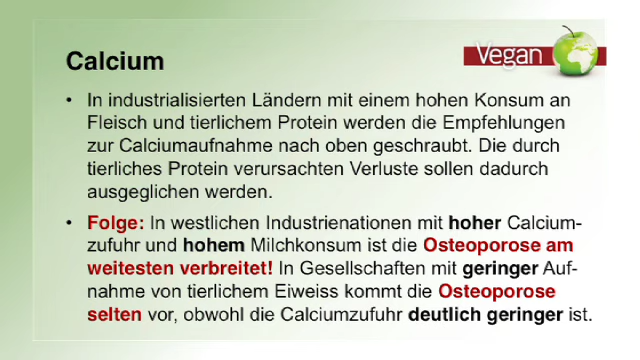 Vegan
Calcium
• In industrialisierten Ländern mit einem hohen Konsum an
Fleisch und tierlichem Protein werden die Empfehlungen
zur Calciumaufnahme nach oben geschraubt. Die durch
tierliches Protein verursachten Verluste sollen dadurch
ausgeglichen werden.
• Folge: In westlichen Industrienationen mit hoher Calcium-
zufuhr und hohem Milchkonsum ist die Osteoporose am
weitesten verbreitet! In Gesellschaften mit geringer Auf-
nahme von tierlichem Eiweiss kommt die Osteoporose
selten vor, obwohl die Calciumzufuhr deutlich geringer ist.